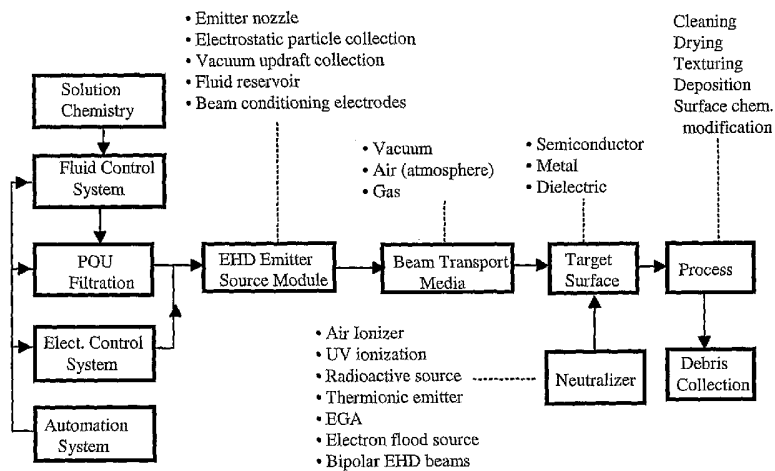 • Emitter nozzle
• Electrostatic particle collection
• Vacuum updraft collection
• Fluid reservoir
• Beam conditioning electrodes
Cleaning
Drying
Texturing
Deposition
Surface chem.
modification
Solution
Chemistry
• Vacuum
• Air (atmosphere)
• Gas
• Semiconductor
• Metal
• Dielectric
Fluid Control
System
POU
Filtration
EHD Emitter
Source Module
Beam Transport
Media
Target
Surface
Process
Elect. Control
System
• Air Ionizer
• UV ionization
• Radioactive source
• Thermionic emitter
• EGA
• Electron flood source
• Bipolar EHD beams
Neutralizer
Debris
Collection
Automation
System